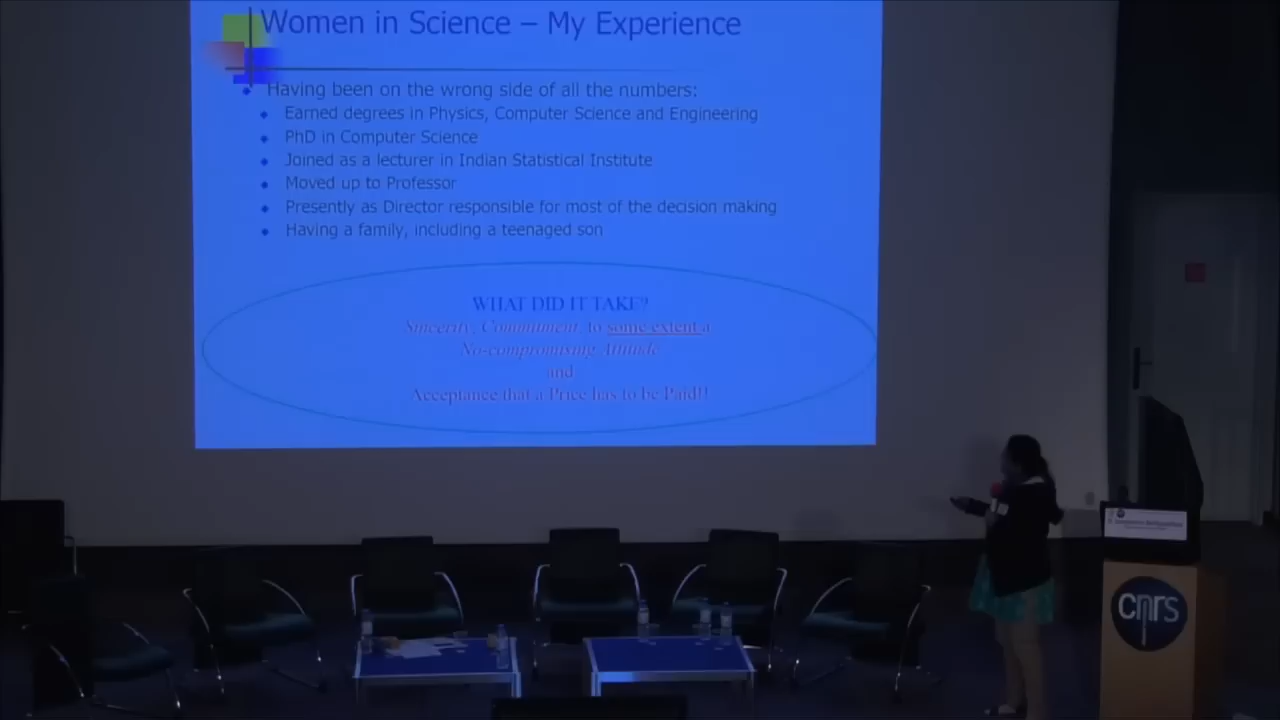 Women in Science – My Experience
Having been on the wrong side of all the numbers:
Earned degrees in Physics, Computer Science and Engineering
PhD in Computer Science
Joined as a lecturer in Indian Statistical Institute
Moved up to Professor
Presently as Director responsible for most of the decision making
Having a family, including a teenaged son
WHAT DID IT TAKE?
Sincerity, Commitment, to some extent a
No-compromising Attitude
and
Acceptance that a Price has to be Paid!!
cnrs